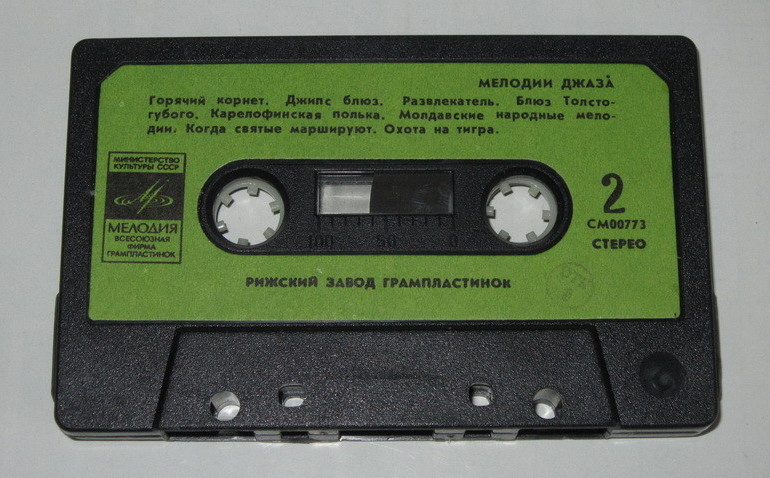 МЕЛОДИИ ДЖАЗА
Горячий корнет. Джипс блюз. Развлекатель. Блюз Толсто-
губого. Карелофинская полька. Молдавские народные мело-
дии. Когда святые маршируют. Охота на тигра.
МИНИСТЕРСТВО
КУЛЬТУРЫ СССР
МЕЛОДИЯ
ВСЕСОЮЗНАЯ
ФИРМА
ГРАМПЛАСТИНОК
2
СМ00773
СТЕРЕО
100 50 0
РИЖСКИЙ ЗАВОД ГРАМПЛАСТИНОК